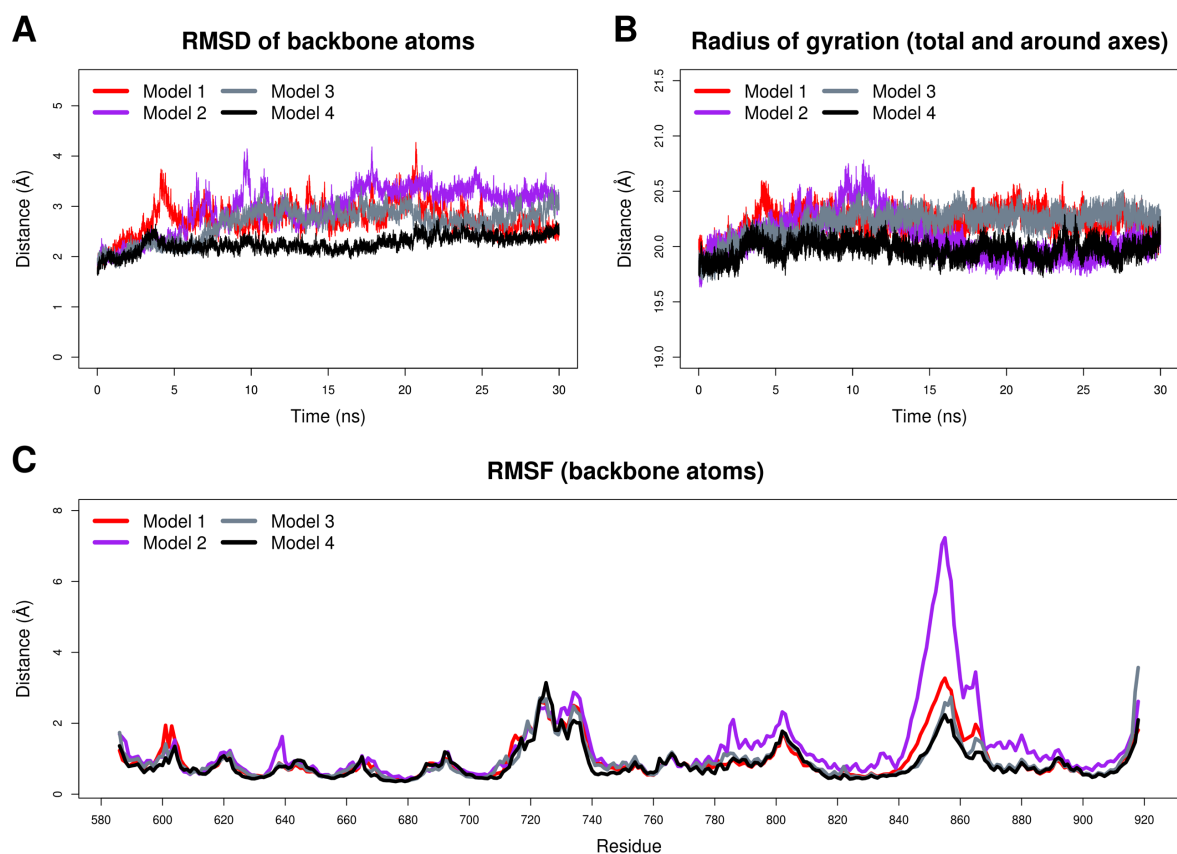 A
RMSD of backbone atoms
Model 1 Model 3
Model 2 Model 4
Distance (Å)
5
4
3
2
1
0
0 5 10 15 20 25 30
Time (ns)
B
Radius of gyration (total and around axes)
Model 1 Model 3
Model 2 Model 4
Distance (Å)
21.5
21.0
20.5
20.0
19.5
19.0
0 5 10 15 20 25 30
Time (ns)
C
RMSF (backbone atoms)
Model 1 Model 3
Model 2 Model 4
Distance (Å)
8
6
4
2
0
580 600 620 640 660 680 700 720 740 760 780 800 820 840 860 880 900 920
Residue